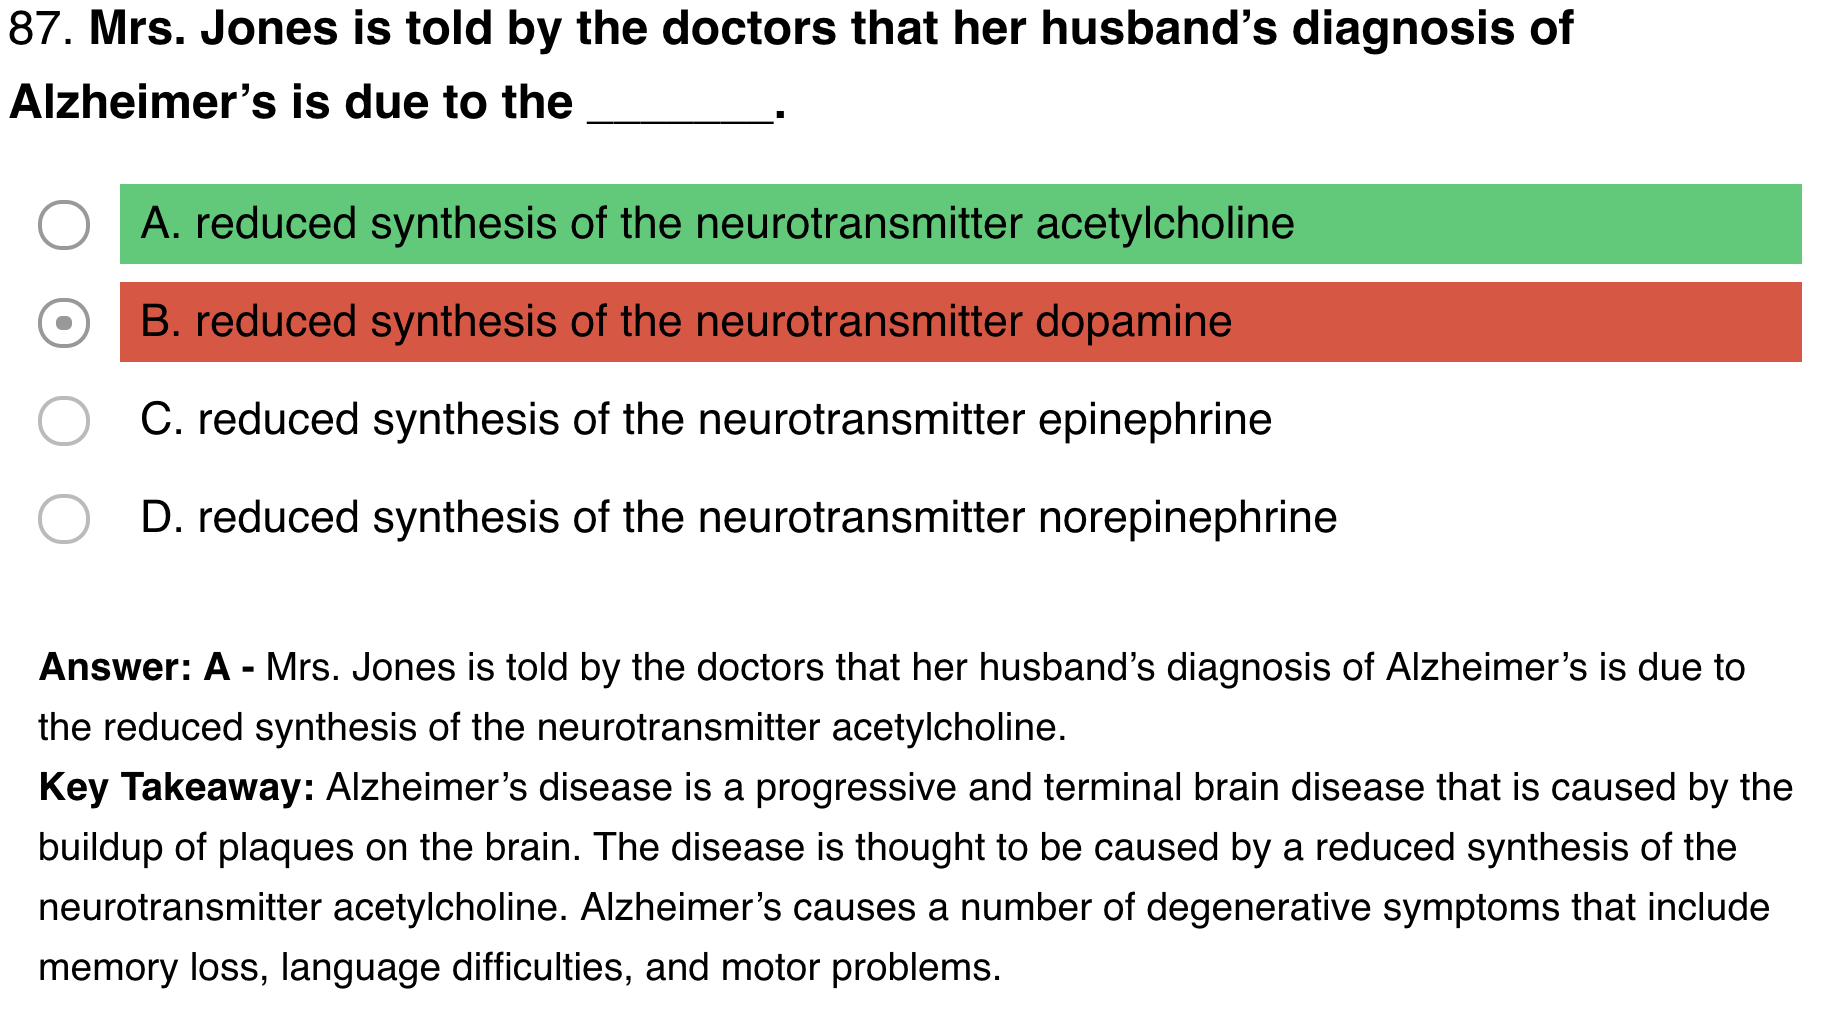 87. Mrs. Jones is told by the doctors that her husband’s diagnosis of
Alzheimer’s is due to the _______.
A. reduced synthesis of the neurotransmitter acetylcholine
B. reduced synthesis of the neurotransmitter dopamine
C. reduced synthesis of the neurotransmitter epinephrine
D. reduced synthesis of the neurotransmitter norepinephrine
Answer: A - Mrs. Jones is told by the doctors that her husband’s diagnosis of Alzheimer’s is due to
the reduced synthesis of the neurotransmitter acetylcholine.
Key Takeaway: Alzheimer’s disease is a progressive and terminal brain disease that is caused by the
buildup of plaques on the brain. The disease is thought to be caused by a reduced synthesis of the
neurotransmitter acetylcholine. Alzheimer’s causes a number of degenerative symptoms that include
memory loss, language difficulties, and motor problems.